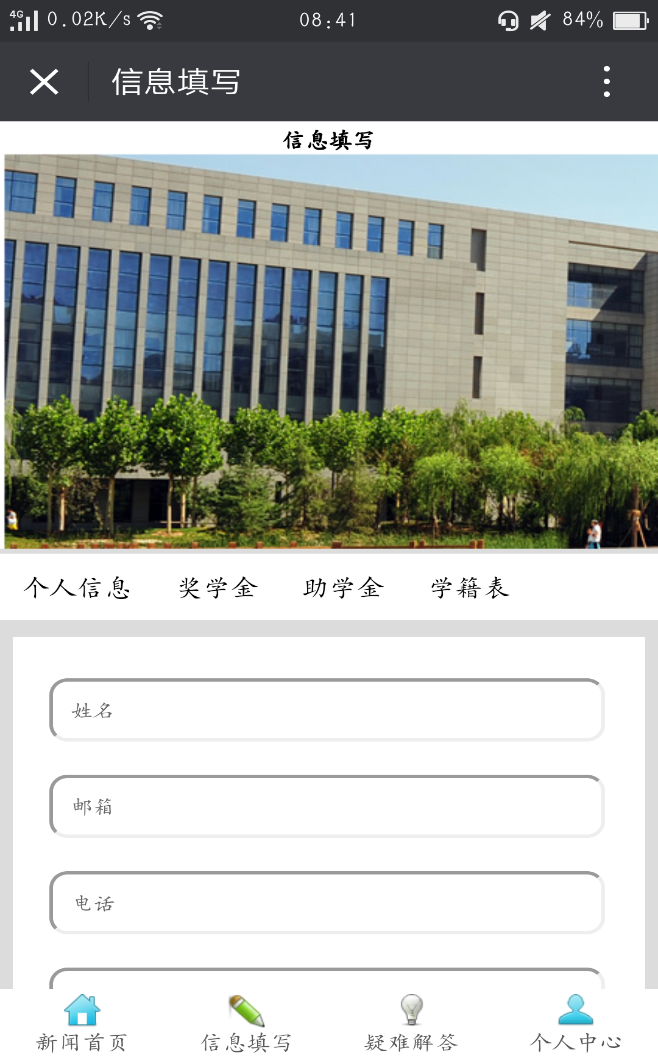 4G 0.02K/s 08:41 84%
信息填写
信息填写
个人信息 奖学金 助学金 学籍表
姓名
邮箱
电话
新闻首页 信息填写 疑难解答 个人中心